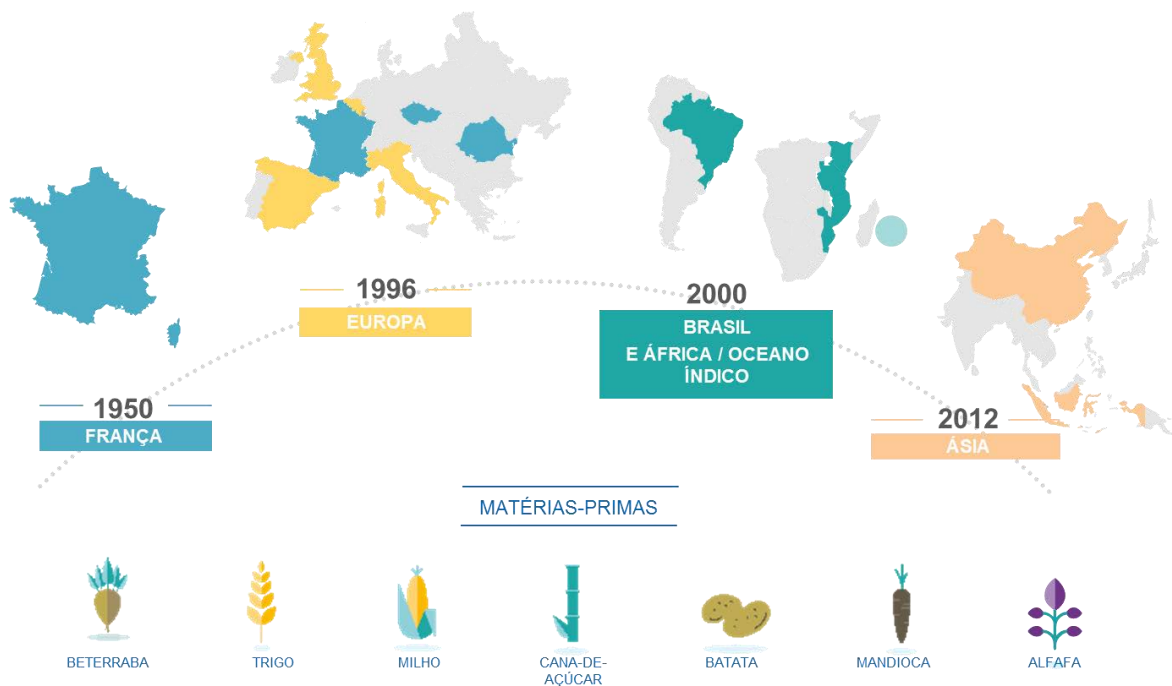 1950
FRANÇA
1996
EUROPA
2000
BRASIL
E ÁFRICA / OCEANO
ÍNDICO
2012
ÁSIA
MATÉRIAS-PRIMAS
BETERRABA
TRIGO
MILHO
CANA-DE-
AÇÚCAR
BATATA
MANDIOCA
ALFAFA